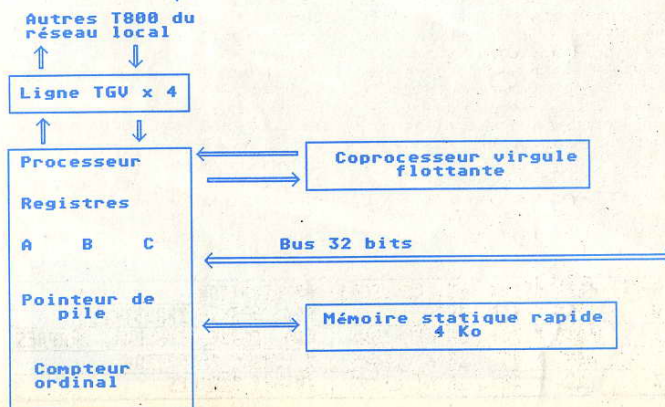 Autres T800 du
réseau local
Ligne TGV x 4
Processeur
Registres
A B C
Pointeur de
pile
Compteur
ordinal
Coprocesseur virgule
flottante
Bus 32 bits
Mémoire statique rapide
4 Ko